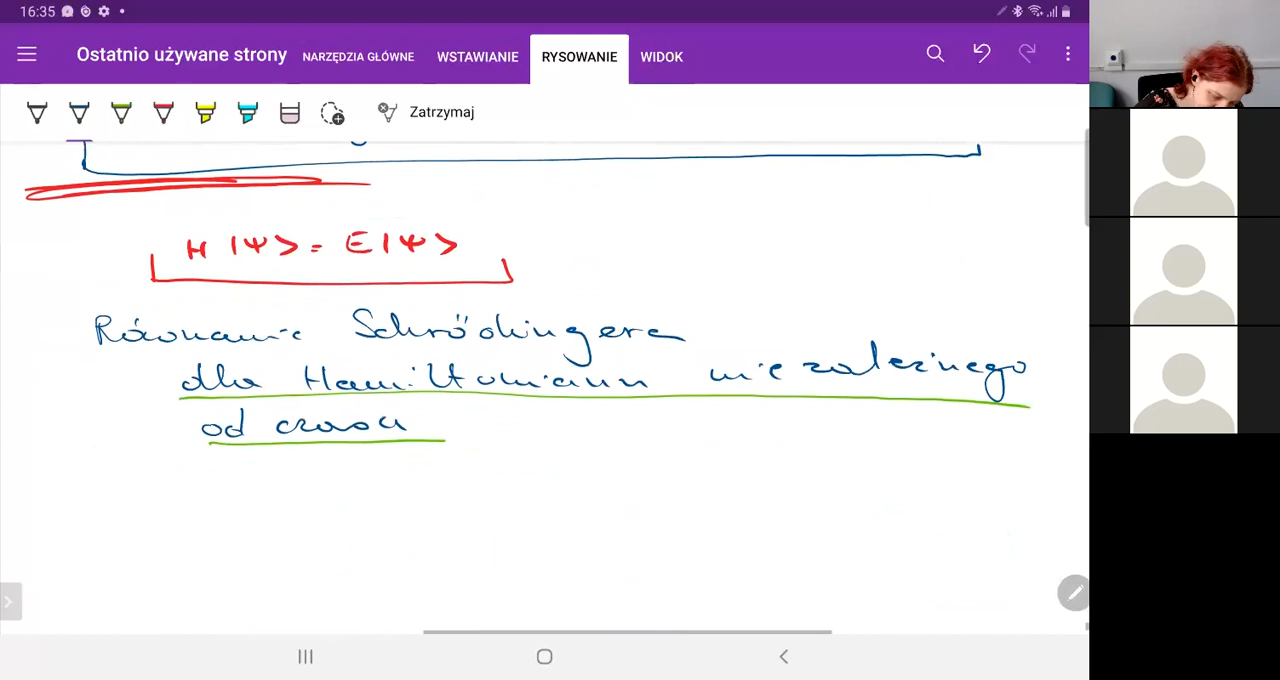 16:35
Ostatnio używane strony NARZĘDZIA GŁÓWNE WSTAWIANIE RYSOWANIE WIDOK
Zatrzymaj
H |Ψ> = E |Ψ>
Równanie Schrödingera
dla Hamiltonianu niezależnego
od czasu